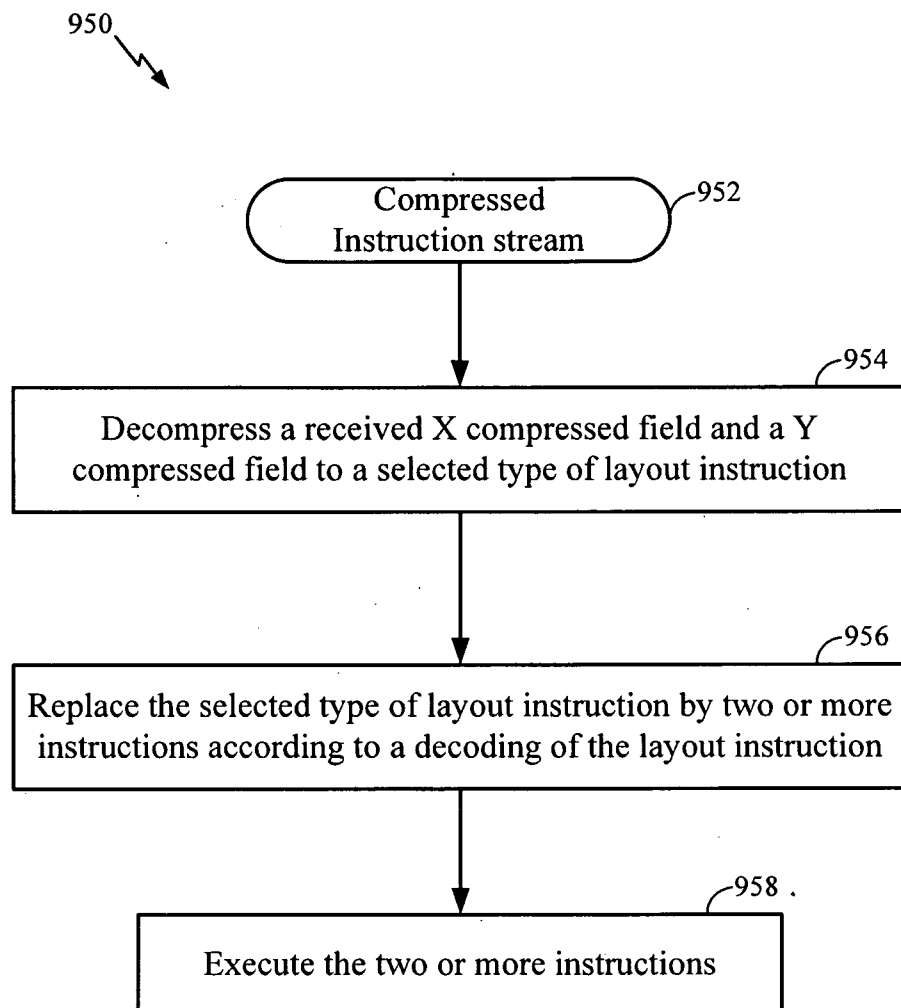 950
Compressed
Instruction stream
952
954
Decompress a received X compressed field and a Y
compressed field to a selected type of layout instruction
956
Replace the selected type of layout instruction by two or more
instructions according to a decoding of the layout instruction
958
Execute the two or more instructions